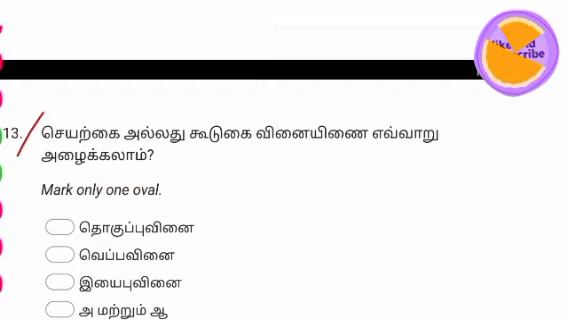 13. செயற்கை அல்லது கூடுகை வினையிணை எவ்வாறு
அழைக்கலாம்?
Mark only one oval.
தொகுப்புவினை
வெப்பவினை
இயைபுவினை
அ மற்றும் ஆ